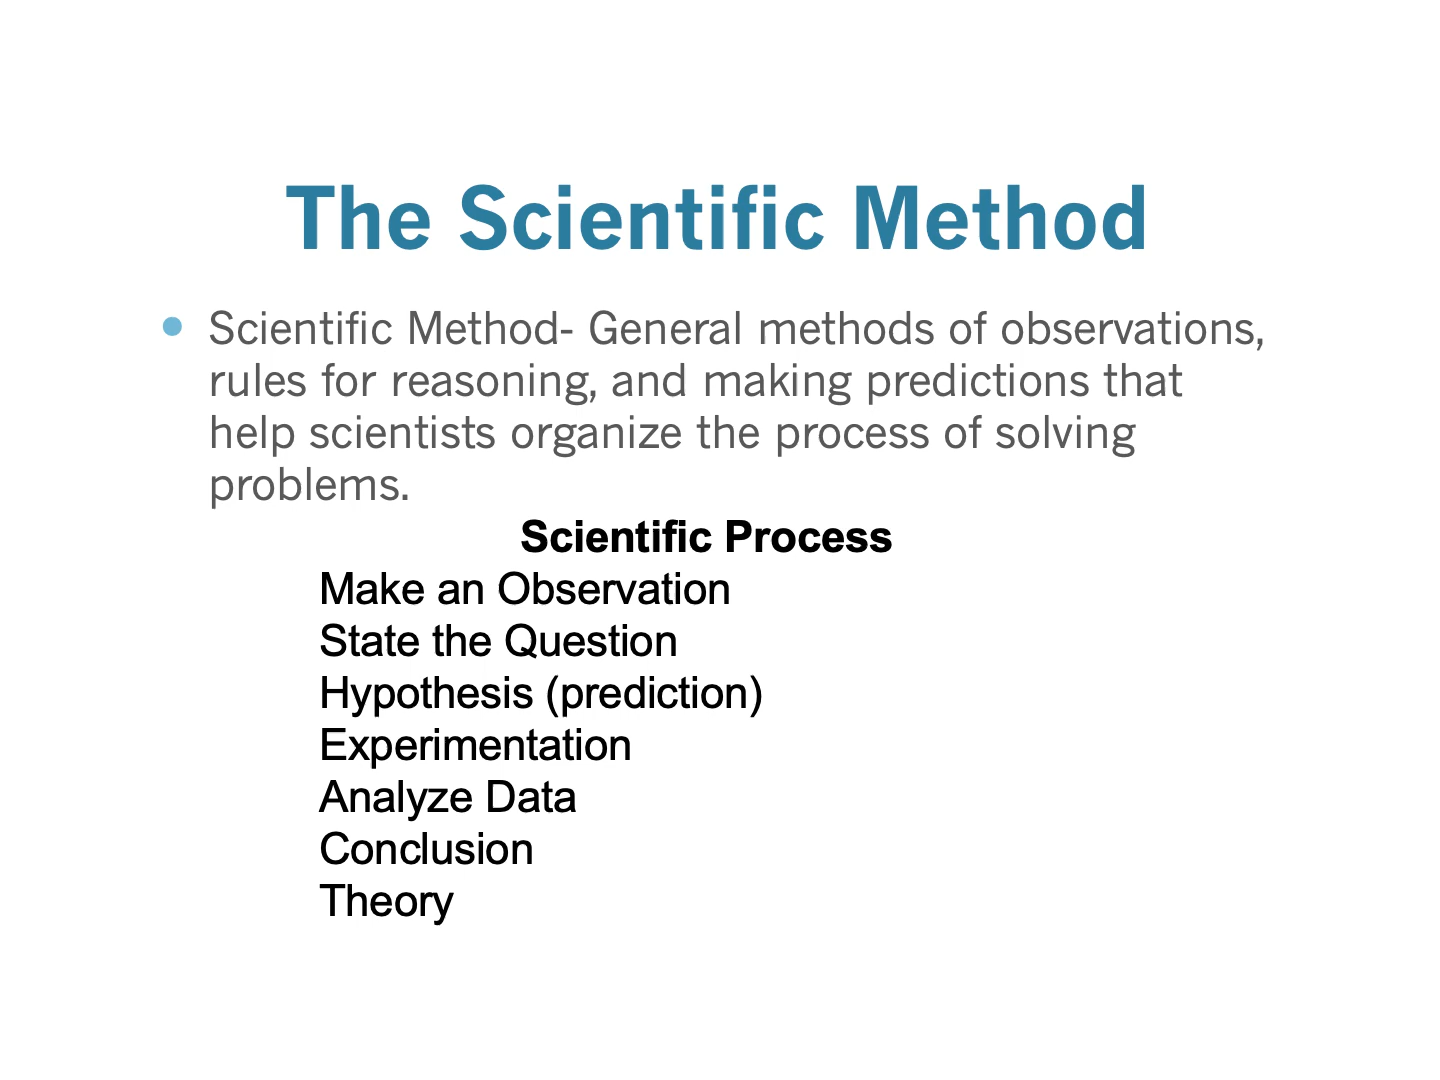 The Scientific Method
• Scientific Method- General methods of observations,
rules for reasoning, and making predictions that
help scientists organize the process of solving
problems.
Scientific Process
Make an Observation
State the Question
Hypothesis (prediction)
Experimentation
Analyze Data
Conclusion
Theory